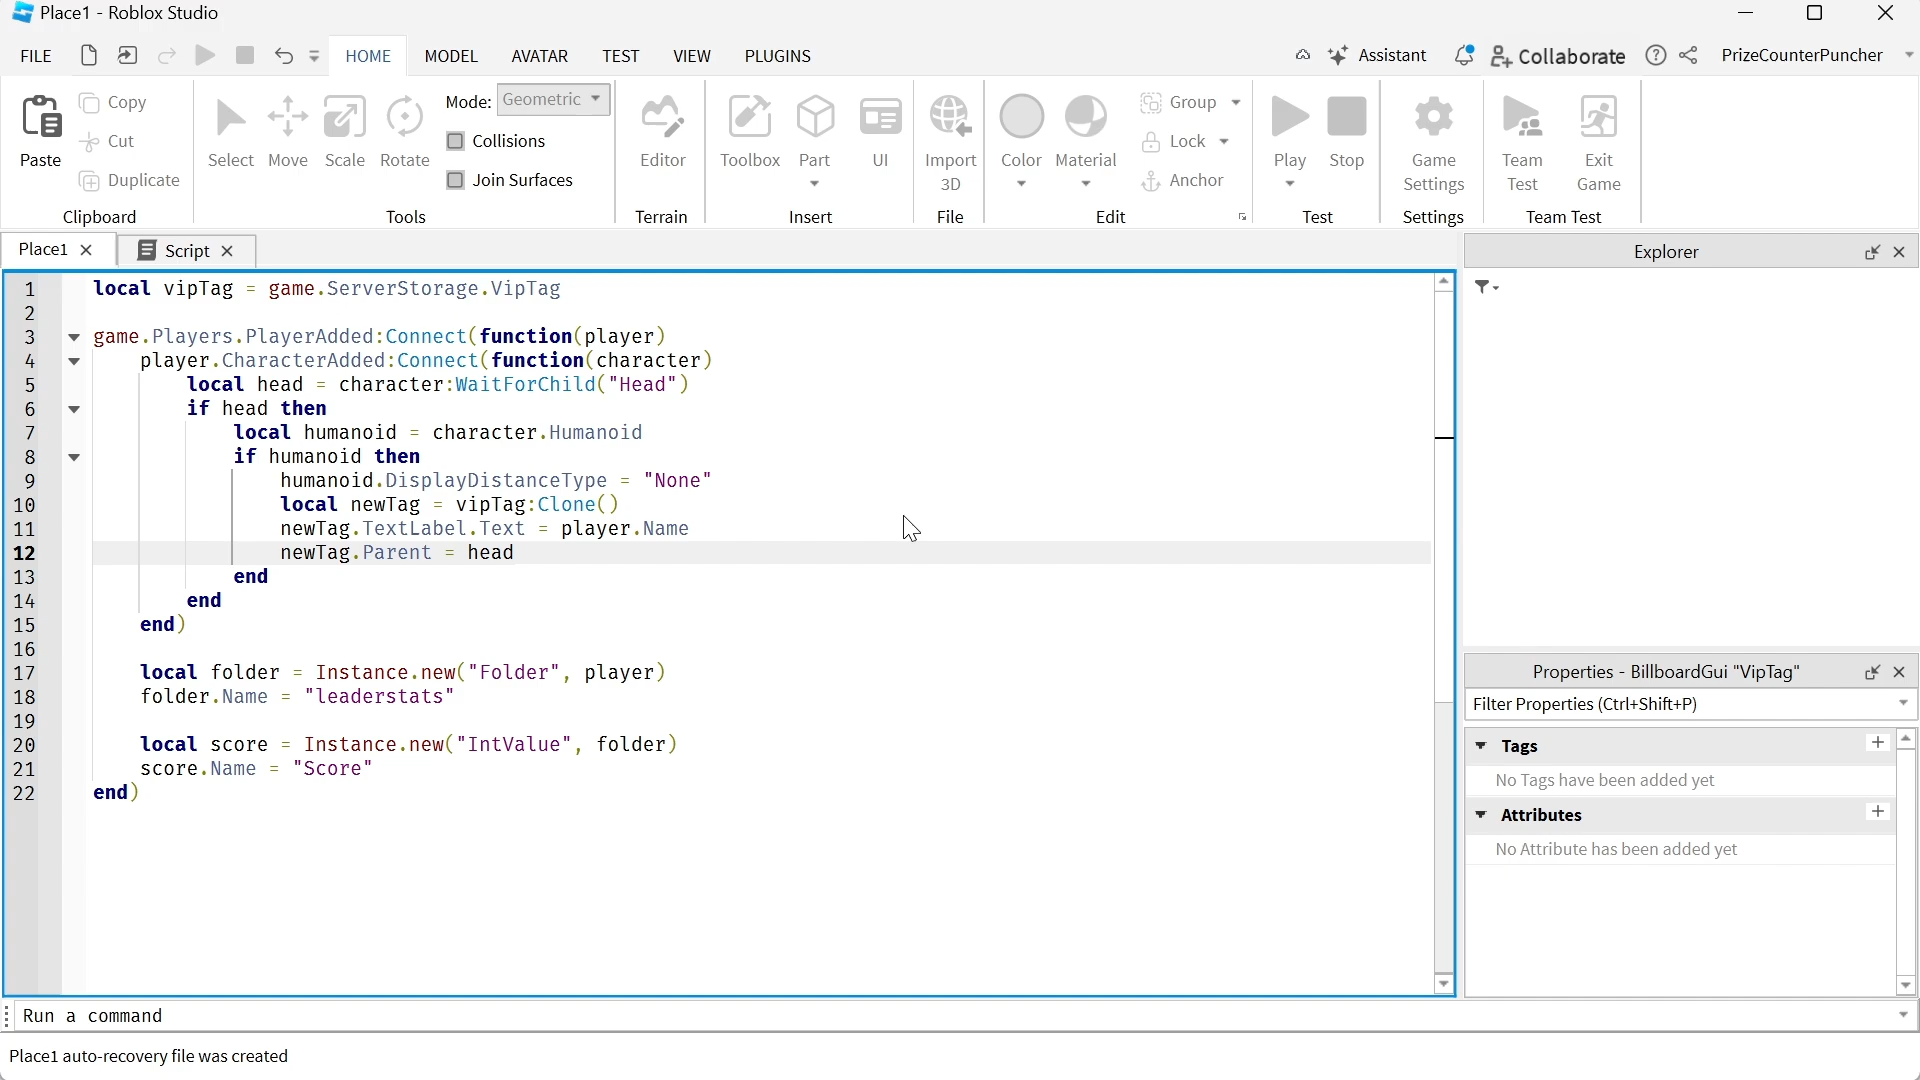 Place1 - Roblox Studio
FILE HOME MODEL AVATAR TEST VIEW PLUGINS Assistant Collaborate PrizeCounterPuncher
Paste Copy Cut Duplicate
Clipboard
Select Move Scale Rotate
Mode: Geometric
Collisions
Join Surfaces
Tools
Editor
Terrain
Toolbox Part UI
Insert
Import 3D
File
Color Material Group Lock Anchor
Edit
Play Stop
Test
Game Settings
Settings
Team Test Exit Game
Team Test
Place1 Script
1 local vipTag = game.ServerStorage.VipTag
2
3 game.Players.PlayerAdded:Connect(function(player)
4 player.CharacterAdded:Connect(function(character)
5 local head = character:WaitForChild("Head")
6 if head then
7 local humanoid = character.Humanoid
8 if humanoid then
9 humanoid.DisplayDistanceType = "None"
10 local newTag = vipTag:Clone()
11 newTag.TextLabel.Text = player.Name
12 newTag.Parent = head
13 end
14 end
15 end)
16
17 local folder = Instance.new("Folder", player)
18 folder.Name = "leaderstats"
19
20 local score = Instance.new("IntValue", folder)
21 score.Name = "Score"
22 end)
Explorer
Properties - BillboardGui "VipTag"
Filter Properties (Ctrl+Shift+P)
Tags
No Tags have been added yet
Attributes
No Attribute has been added yet
Run a command
Place1 auto-recovery file was created